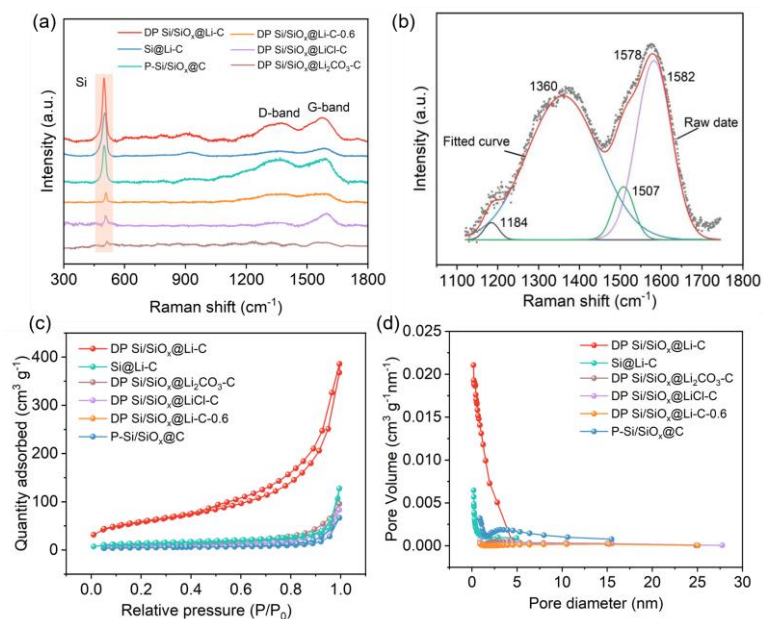 (a)
DP Si/SiOₓ@Li-C
Si@Li-C
P-Si/SiOₓ@C
DP Si/SiOₓ@Li-C-0.6
DP Si/SiOₓ@LiCl-C
DP Si/SiOₓ@Li₂CO₃-C
Si
D-band
G-band
Intensity (a.u.)
300 600 900 1200 1500 1800
Raman shift (cm⁻¹)
(b)
1578
1360
1582
Fitted curve
Raw date
1507
1184
Intensity (a.u.)
1100 1200 1300 1400 1500 1600 1700 1800
Raman shift (cm⁻¹)
(c)
DP Si/SiOₓ@Li-C
Si@Li-C
DP Si/SiOₓ@Li₂CO₃-C
DP Si/SiOₓ@LiCl-C
DP Si/SiOₓ@Li-C-0.6
P-Si/SiOₓ@C
Quantity adsorbed (cm³ g⁻¹)
400
300
200
100
0
0.0 0.2 0.4 0.6 0.8 1.0
Relative pressure (P/P₀)
(d)
DP Si/SiOₓ@Li-C
Si@Li-C
DP Si/SiOₓ@Li₂CO₃-C
DP Si/SiOₓ@LiCl-C
DP Si/SiOₓ@Li-C-0.6
P-Si/SiOₓ@C
Pore Volume (cm³ g⁻¹nm⁻¹)
0.025
0.020
0.015
0.010
0.005
0.000
0 5 10 15 20 25 30
Pore diameter (nm)